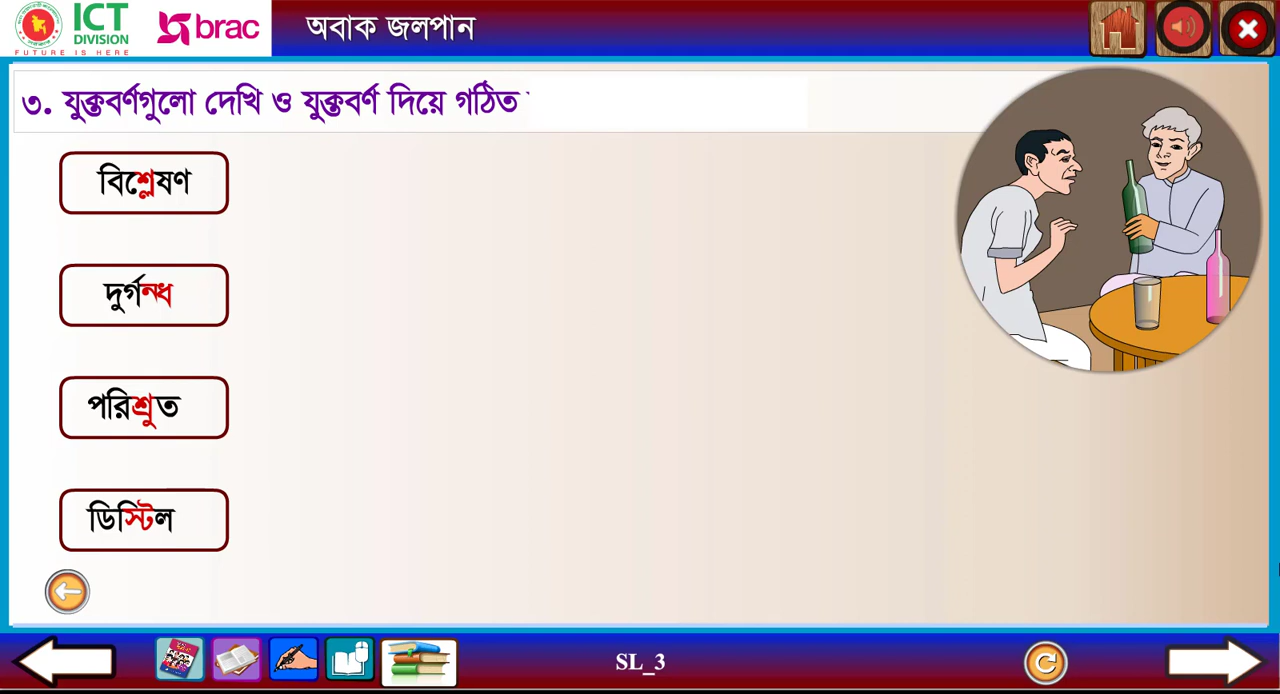 ICT
DIVISION
FUTURE IS HERE
brac
অবাক জলপান
৩. যুক্তবর্ণগুলো দেখি ও যুক্তবর্ণ দিয়ে গঠিত
বিশ্লেষণ
দুর্গন্ধ
পরিশ্রুত
ডিস্টিল
SL_3